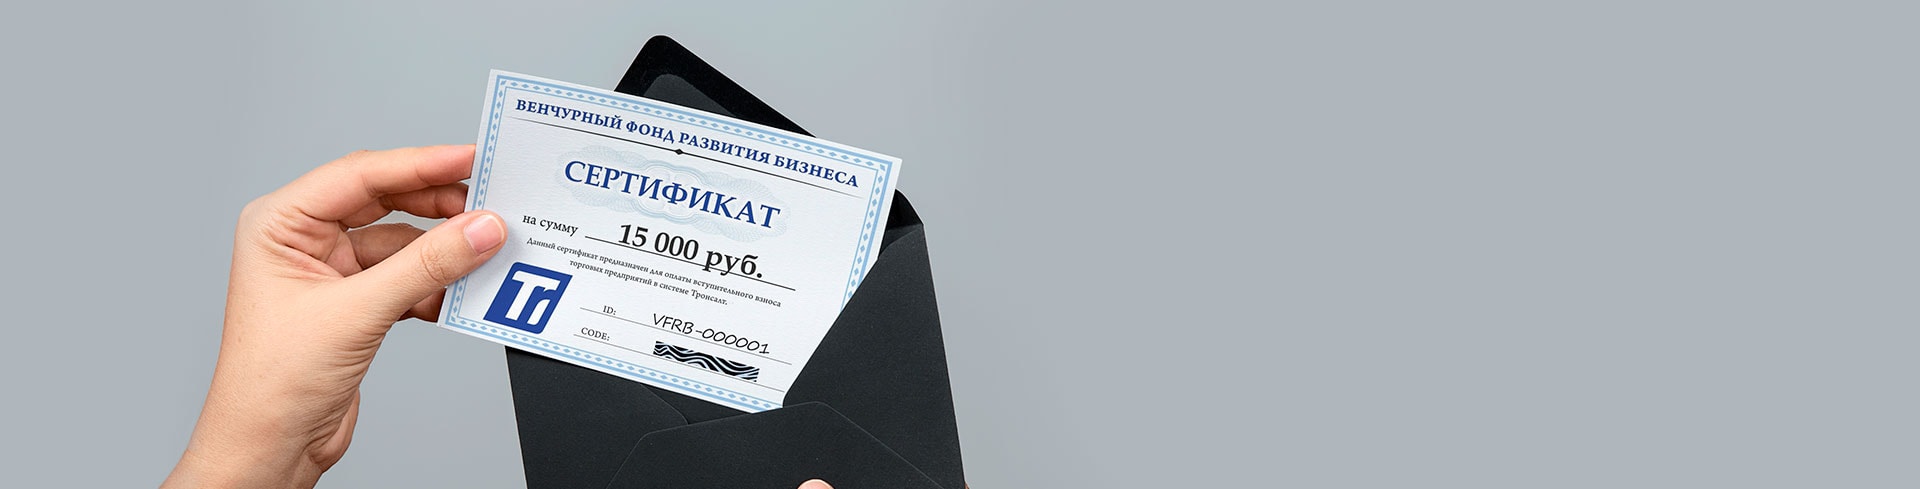 ВЕНЧУРНЫЙ ФОНД РАЗВИТИЯ БИЗНЕСА
СЕРТИФИКАТ
на сумму 15 000 руб.
Данный сертификат предназначен для оплаты вступительного взноса
торговых предприятий в системе Тронсалт.
Tr
ID: VFRB-000001
CODE: